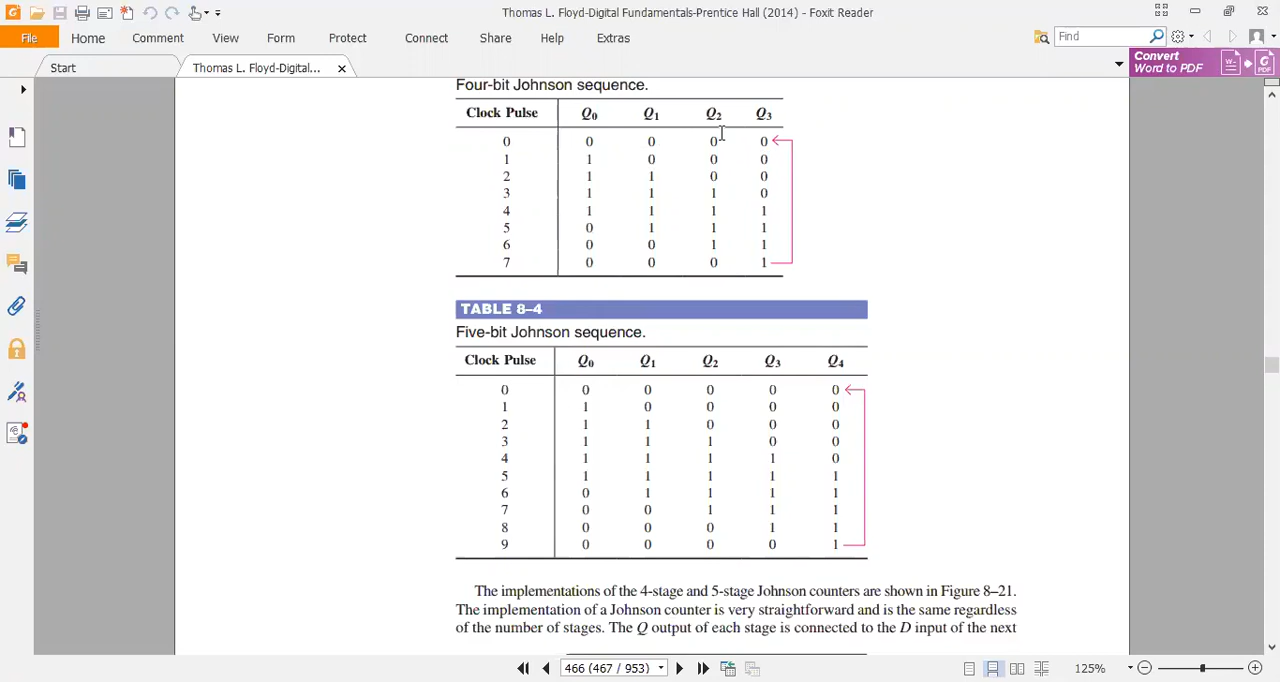 Thomas L. Floyd-Digital Fundamentals-Prentice Hall (2014) - Foxit Reader
File Home Comment View Form Protect Connect Share Help Extras Find
Start Thomas L. Floyd-Digital... Convert Word to PDF
Four-bit Johnson sequence.
Clock Pulse Q0 Q1 Q2 Q3
0 0 0 0 0
1 1 0 0 0
2 1 1 0 0
3 1 1 1 0
4 1 1 1 1
5 0 1 1 1
6 0 0 1 1
7 0 0 0 1
TABLE 8–4
Five-bit Johnson sequence.
Clock Pulse Q0 Q1 Q2 Q3 Q4
0 0 0 0 0 0
1 1 0 0 0 0
2 1 1 0 0 0
3 1 1 1 0 0
4 1 1 1 1 0
5 1 1 1 1 1
6 0 1 1 1 1
7 0 0 1 1 1
8 0 0 0 1 1
9 0 0 0 0 1
The implementations of the 4-stage and 5-stage Johnson counters are shown in Figure 8–21.
The implementation of a Johnson counter is very straightforward and is the same regardless
of the number of stages. The Q output of each stage is connected to the D input of the next
466 (467 / 953) 125%